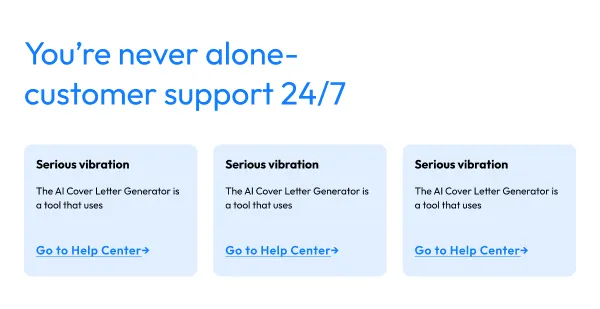 You’re never alone-
customer support 24/7
Serious vibration
The AI Cover Letter Generator is
a tool that uses
Go to Help Center→
Serious vibration
The AI Cover Letter Generator is
a tool that uses
Go to Help Center→
Serious vibration
The AI Cover Letter Generator is
a tool that uses
Go to Help Center→